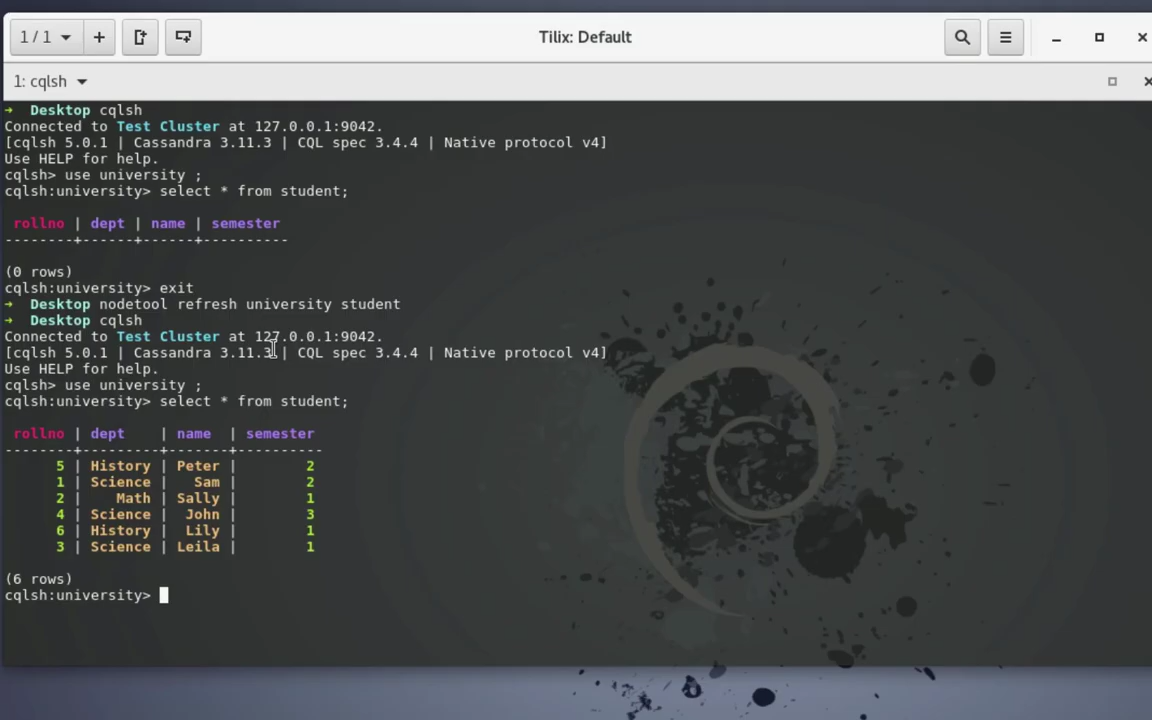 1 / 1
Tilix: Default
1: cqlsh
→ Desktop cqlsh
Connected to Test Cluster at 127.0.0.1:9042.
[cqlsh 5.0.1 | Cassandra 3.11.3 | CQL spec 3.4.4 | Native protocol v4]
Use HELP for help.
cqlsh> use university ;
cqlsh:university> select * from student;
rollno | dept | name | semester
--------+------+------+----------
(0 rows)
cqlsh:university> exit
→ Desktop nodetool refresh university student
→ Desktop cqlsh
Connected to Test Cluster at 127.0.0.1:9042.
[cqlsh 5.0.1 | Cassandra 3.11.3 | CQL spec 3.4.4 | Native protocol v4]
Use HELP for help.
cqlsh> use university ;
cqlsh:university> select * from student;
rollno | dept    | name  | semester
--------+---------+-------+----------
5 | History | Peter | 2
1 | Science | Sam | 2
2 | Math | Sally | 1
4 | Science | John | 3
6 | History | Lily | 1
3 | Science | Leila | 1
(6 rows)
cqlsh:university>